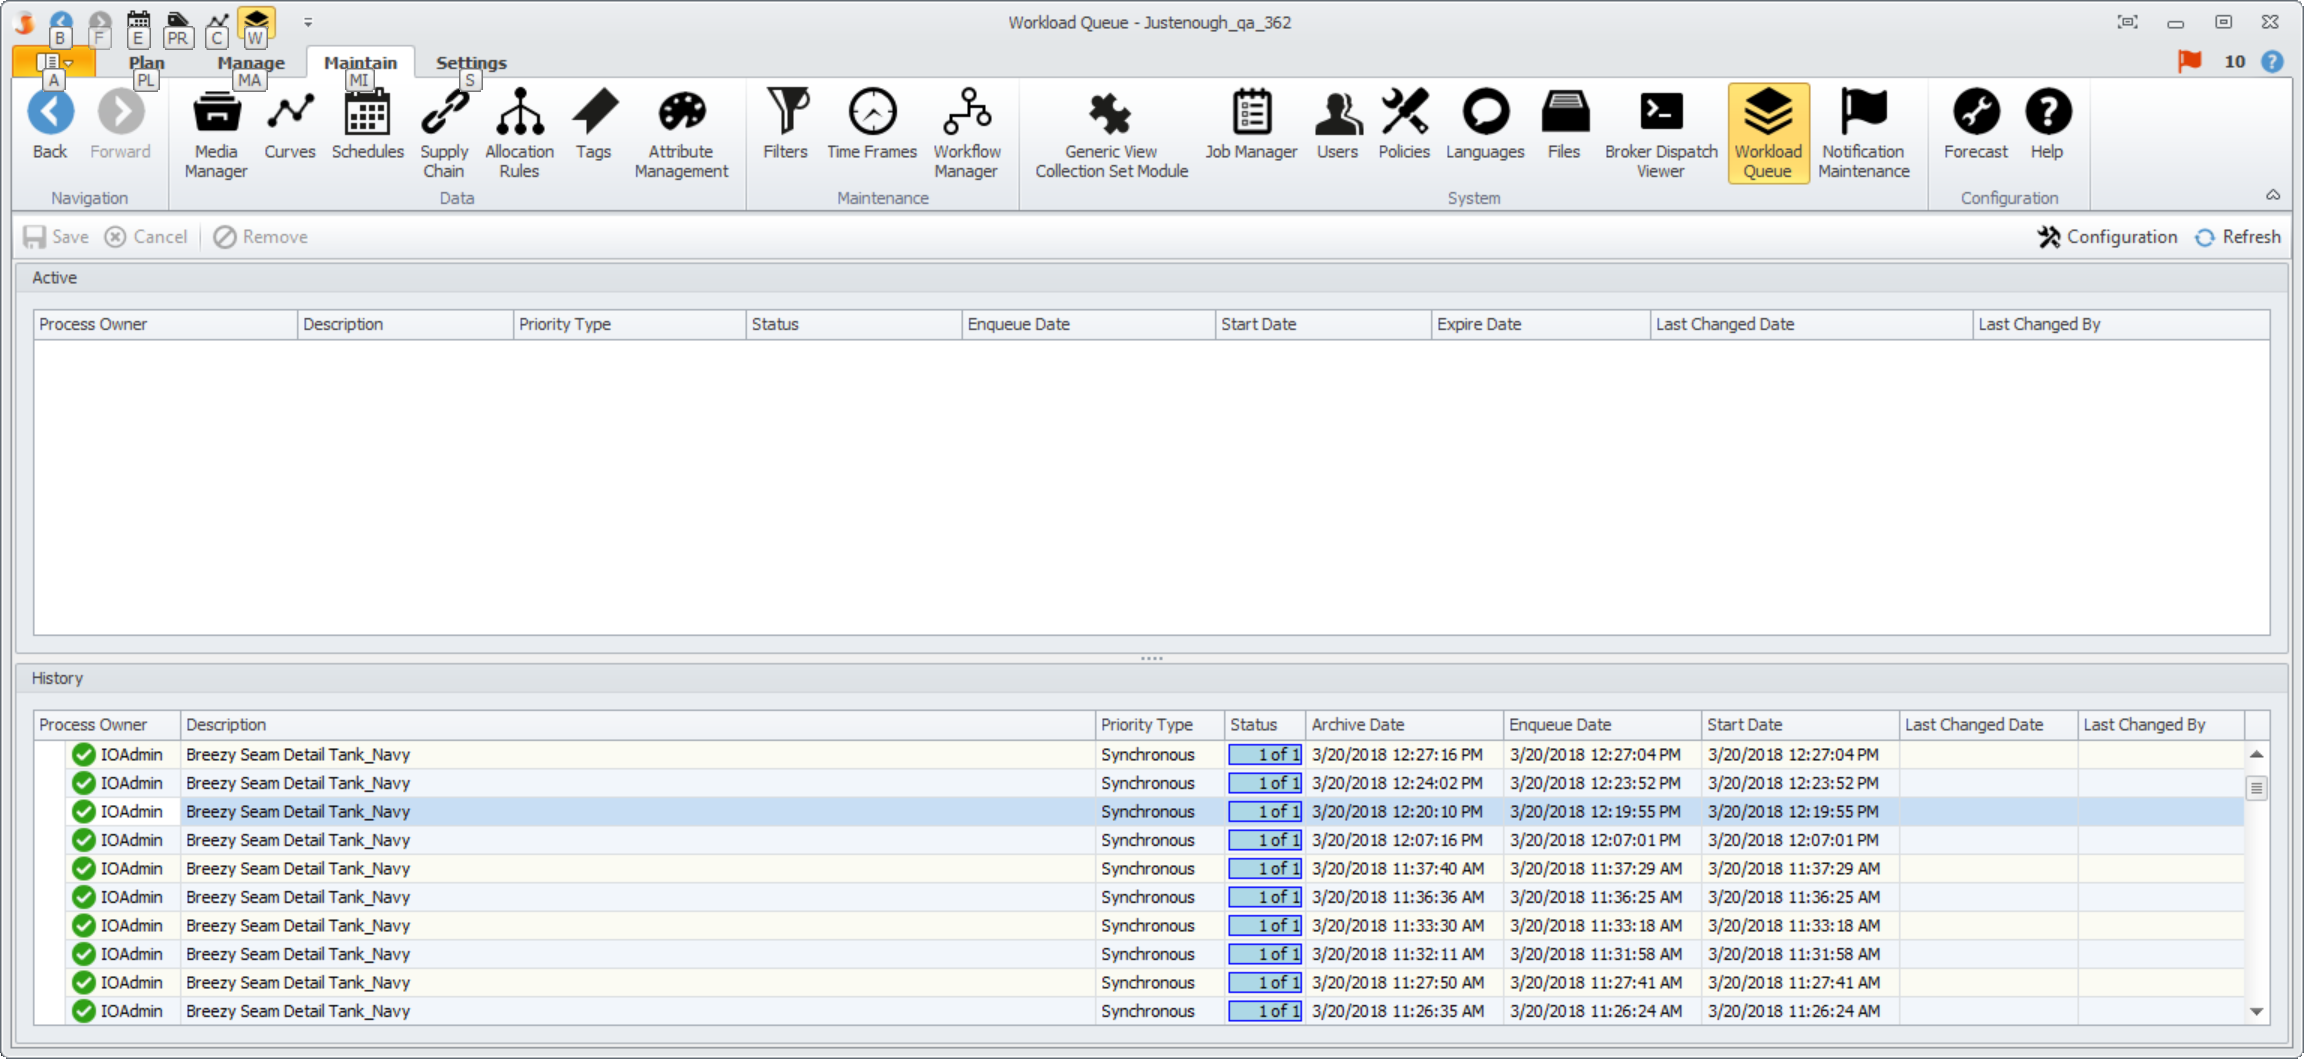 Workload Queue - Justenough_qa_362
B F E PR C W
Plan Manage Maintain Settings 10
A PL MA MI S
Back Forward Media Manager Curves Schedules Supply Chain Allocation Rules Tags Attribute Management Filters Time Frames Workflow Manager Generic View Collection Set Module Job Manager Users Policies Languages Files Broker Dispatch Viewer Workload Queue Notification Maintenance Forecast Help
Navigation Data Maintenance System Configuration
Save Cancel Remove Configuration Refresh
Active
Process Owner Description Priority Type Status Enqueue Date Start Date Expire Date Last Changed Date Last Changed By
History
Process Owner Description Priority Type Status Archive Date Enqueue Date Start Date Last Changed Date Last Changed By
IOAdmin Breezy Seam Detail Tank_Navy Synchronous 1 of 1 3/20/2018 12:27:16 PM 3/20/2018 12:27:04 PM 3/20/2018 12:27:04 PM
IOAdmin Breezy Seam Detail Tank_Navy Synchronous 1 of 1 3/20/2018 12:24:02 PM 3/20/2018 12:23:52 PM 3/20/2018 12:23:52 PM
IOAdmin Breezy Seam Detail Tank_Navy Synchronous 1 of 1 3/20/2018 12:20:10 PM 3/20/2018 12:19:55 PM 3/20/2018 12:19:55 PM
IOAdmin Breezy Seam Detail Tank_Navy Synchronous 1 of 1 3/20/2018 12:07:16 PM 3/20/2018 12:07:01 PM 3/20/2018 12:07:01 PM
IOAdmin Breezy Seam Detail Tank_Navy Synchronous 1 of 1 3/20/2018 11:37:40 AM 3/20/2018 11:37:29 AM 3/20/2018 11:37:29 AM
IOAdmin Breezy Seam Detail Tank_Navy Synchronous 1 of 1 3/20/2018 11:36:36 AM 3/20/2018 11:36:25 AM 3/20/2018 11:36:25 AM
IOAdmin Breezy Seam Detail Tank_Navy Synchronous 1 of 1 3/20/2018 11:33:30 AM 3/20/2018 11:33:18 AM 3/20/2018 11:33:18 AM
IOAdmin Breezy Seam Detail Tank_Navy Synchronous 1 of 1 3/20/2018 11:32:11 AM 3/20/2018 11:31:58 AM 3/20/2018 11:31:58 AM
IOAdmin Breezy Seam Detail Tank_Navy Synchronous 1 of 1 3/20/2018 11:27:50 AM 3/20/2018 11:27:41 AM 3/20/2018 11:27:41 AM
IOAdmin Breezy Seam Detail Tank_Navy Synchronous 1 of 1 3/20/2018 11:26:35 AM 3/20/2018 11:26:24 AM 3/20/2018 11:26:24 AM